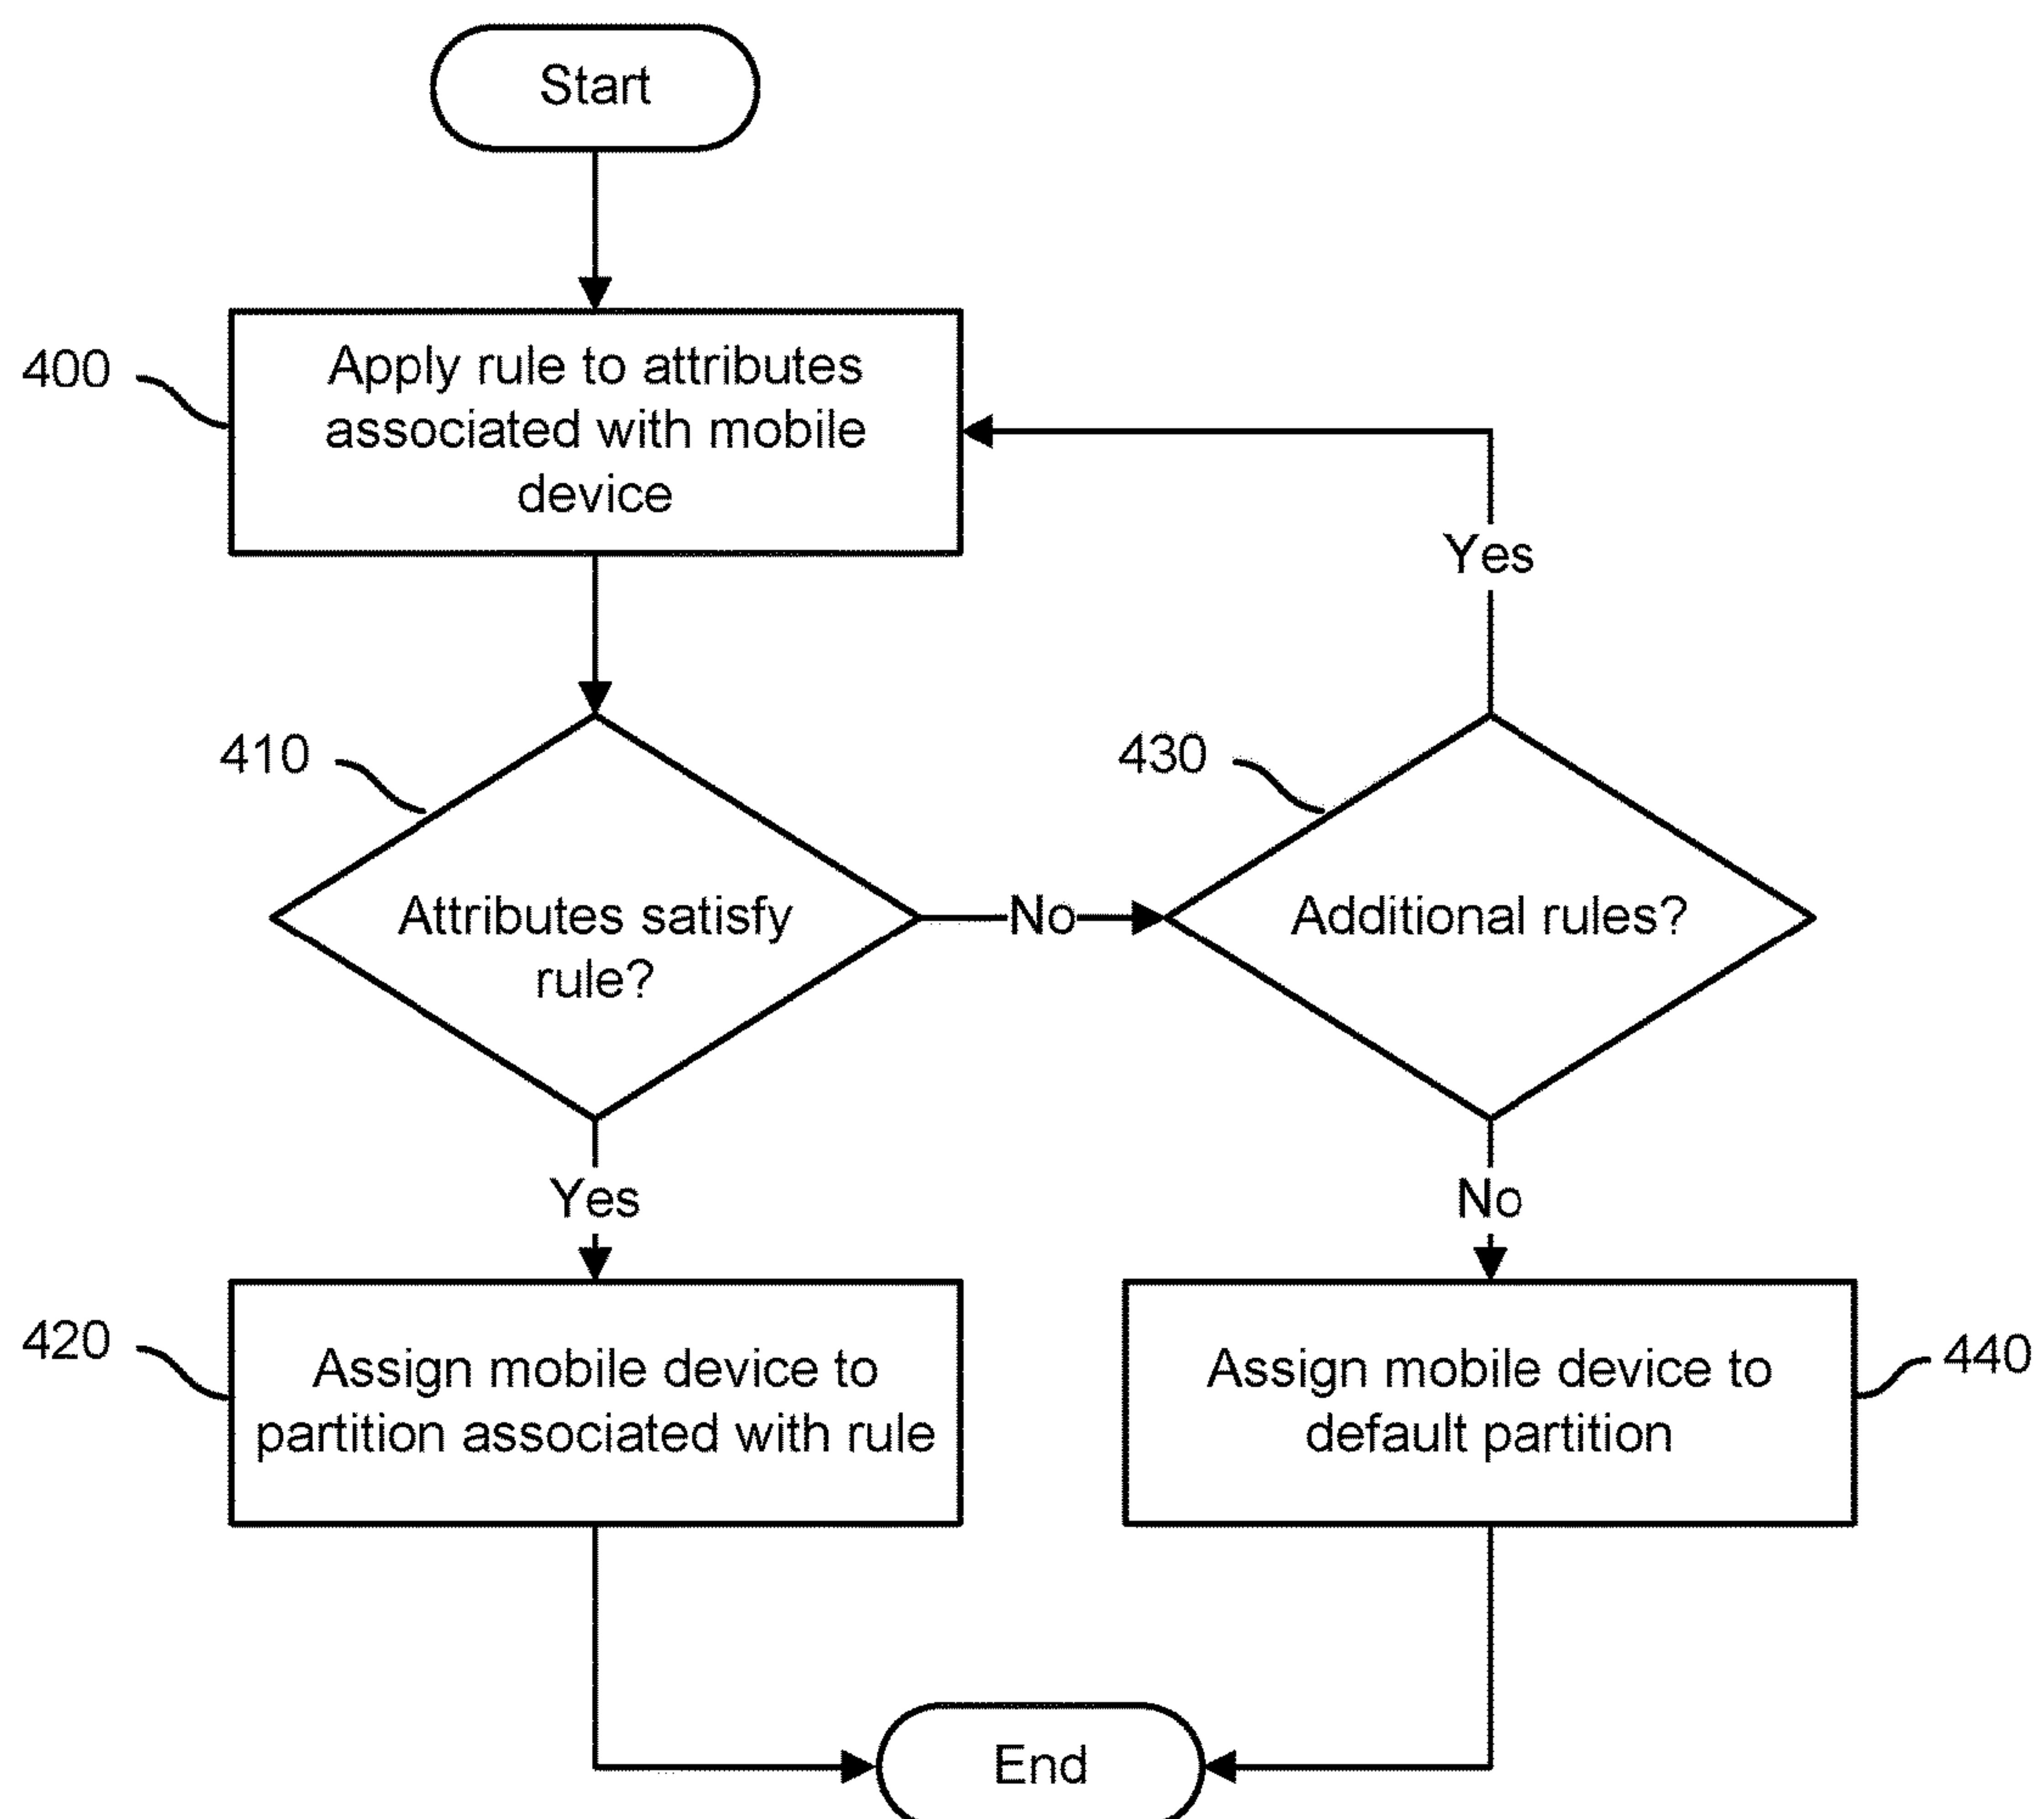 Start
400
Apply rule to attributes
associated with mobile
device
Yes
410
430
Attributes satisfy
rule?
No
Additional rules?
Yes
No
420
Assign mobile device to
partition associated with rule
Assign mobile device to
default partition
440
End